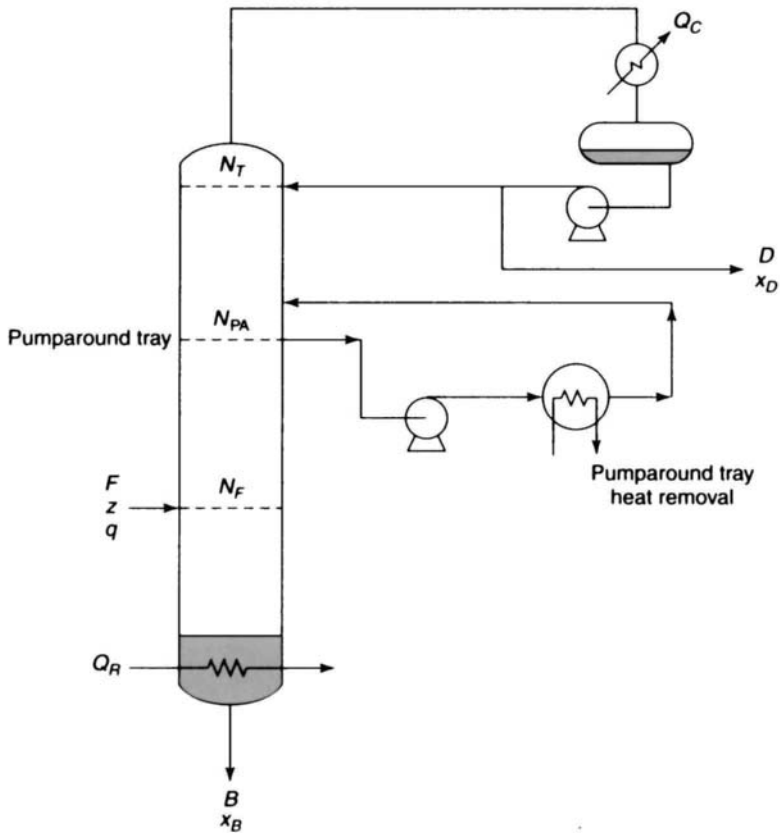 Q_C
N_T
D
x_D
N_PA
Pumparound tray
Pumparound tray
heat removal
F
z
q
N_F
Q_R
B
x_B